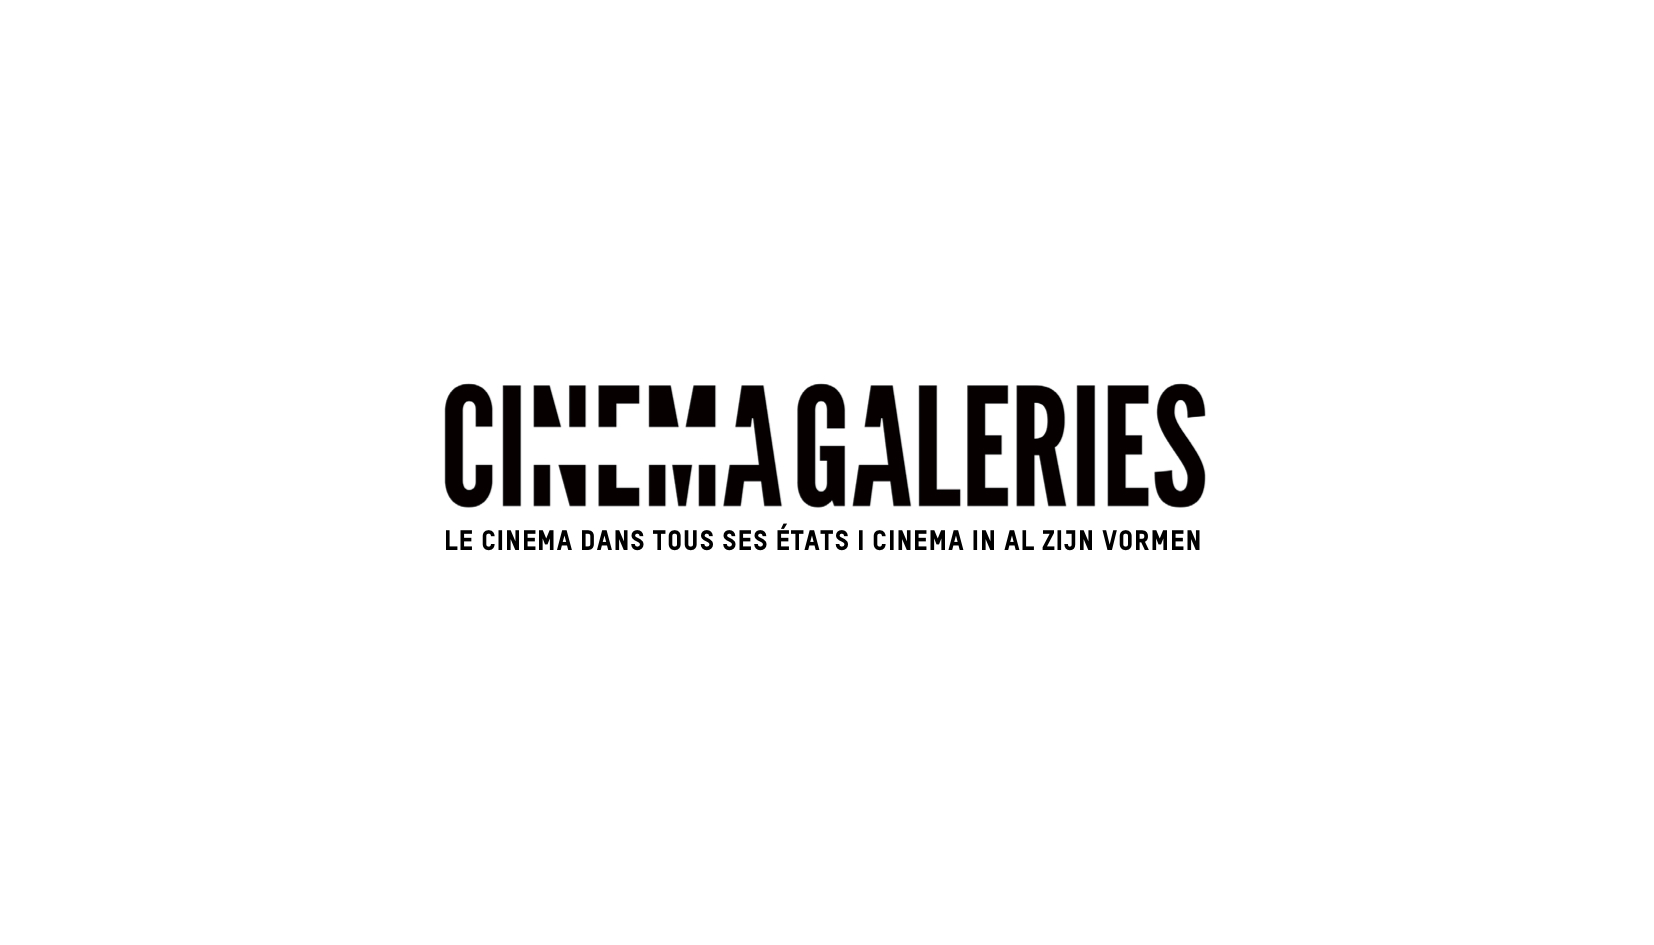 CINEMA GALERIES
LE CINEMA DANS TOUS SES ÉTATS I CINEMA IN AL ZIJN VORMEN